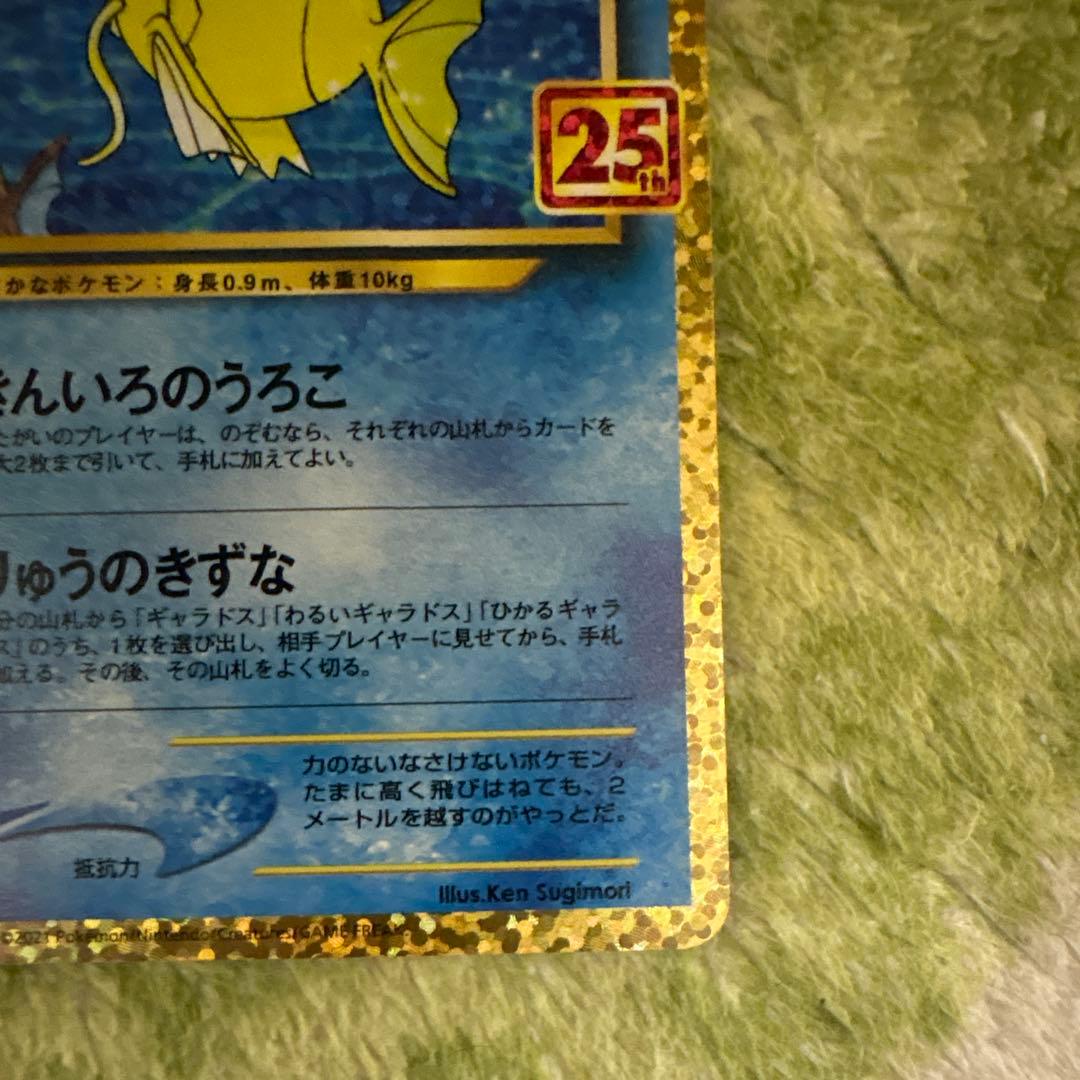 25th
かなポケモン：身長0.9m、体重10kg
きんいろのうろこ
たがいのプレイヤーは、のぞむなら、それぞれの山札からカードを
大2枚まで引いて、手札に加えてよい。
りゅうのきずな
分の山札から「ギャラドス」「わるいギャラドス」「ひかるギャラ
ス」のうち、1枚を選び出し、相手プレイヤーに見せてから、手札
加える。その後、その山札をよく切る。
力のないなさけないポケモン。
たまに高く飛びはねても、2
メートルを越すのがやっとだ。
抵抗力
Illus.Ken Sugimori
©2021 Pokémon/Nintendo/Creatures/GAME FREAK.